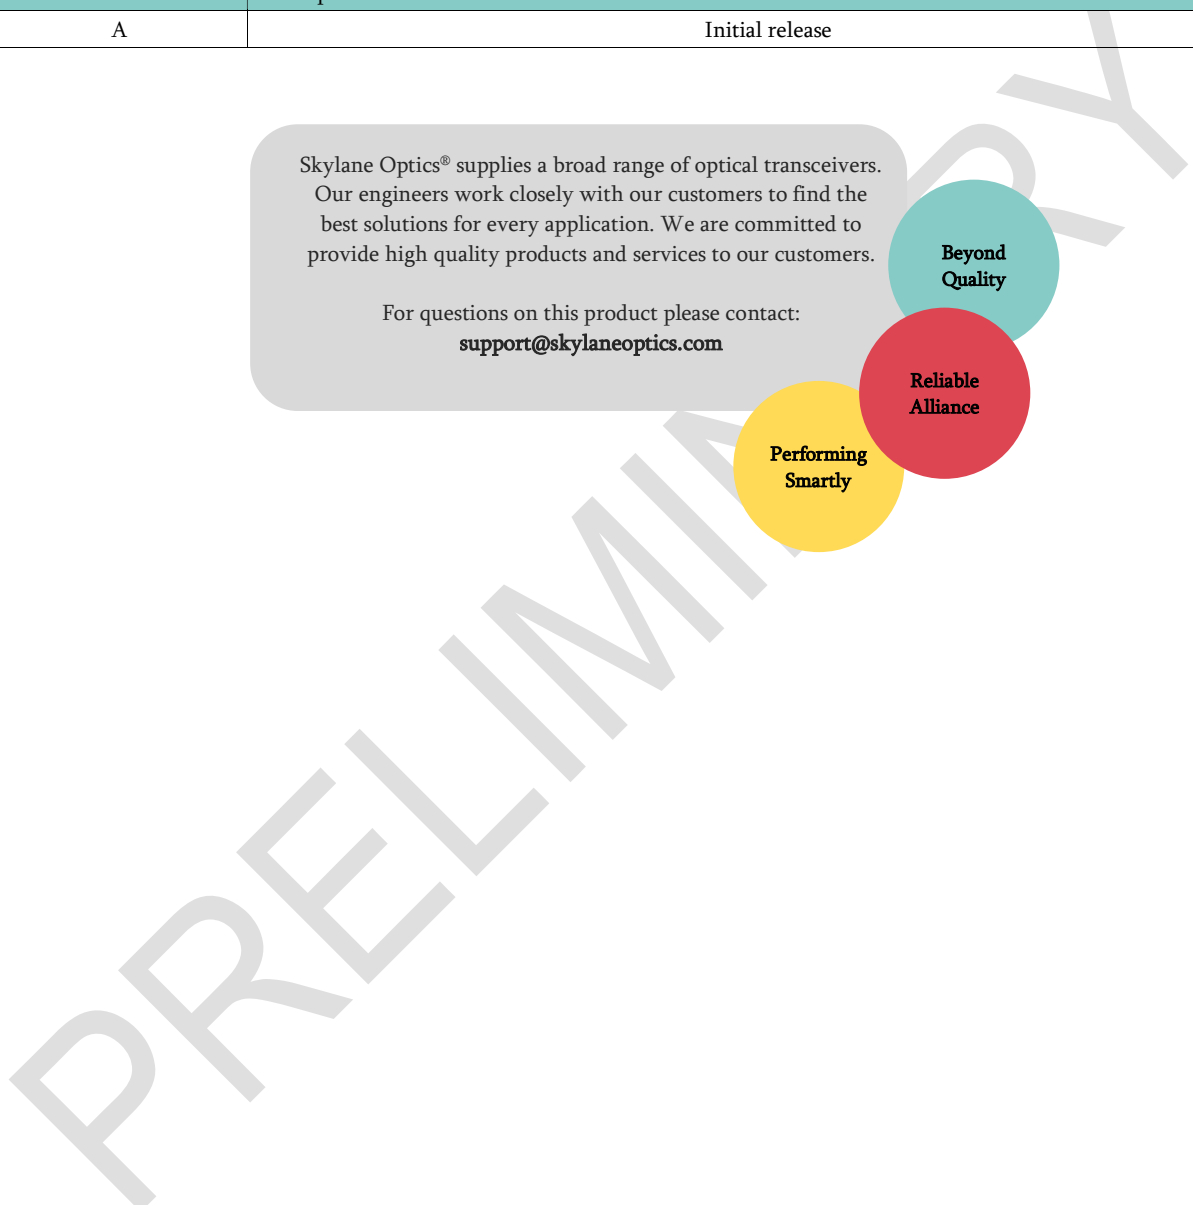 A Initial release
Skylane Optics® supplies a broad range of optical transceivers.
Our engineers work closely with our customers to find the
best solutions for every application. We are committed to
provide high quality products and services to our customers.
For questions on this product please contact:
support@skylaneoptics.com
Beyond
Quality
Reliable
Alliance
Performing
Smartly